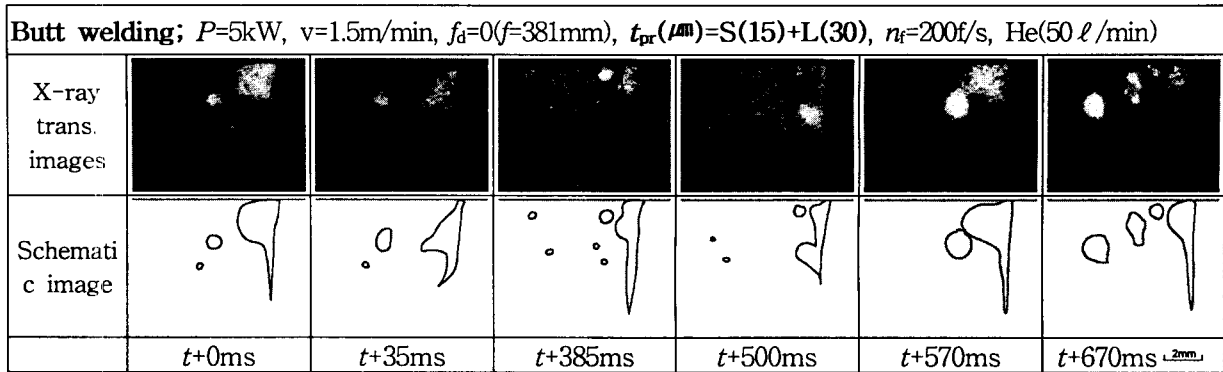 Butt welding; P=5kW, v=1.5m/min, fd=0(f=381mm), tpr(μm)=S(15)+L(30), nf=200f/s, He(50 ℓ/min)
X-ray
trans.
images
Schemati
c image
t+0ms t+35ms t+385ms t+500ms t+570ms t+670ms 2mm